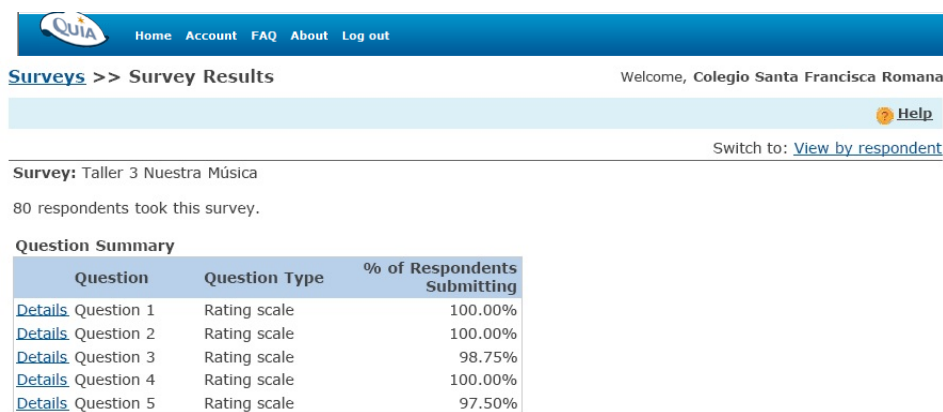 QUIA Home Account FAQ About Log out
Surveys >> Survey Results Welcome, Colegio Santa Francisca Romana
? Help
Switch to: View by respondent
Survey: Taller 3 Nuestra Música
80 respondents took this survey.
Question Summary
Question Question Type % of Respondents Submitting
Details Question 1 Rating scale 100.00%
Details Question 2 Rating scale 100.00%
Details Question 3 Rating scale 98.75%
Details Question 4 Rating scale 100.00%
Details Question 5 Rating scale 97.50%